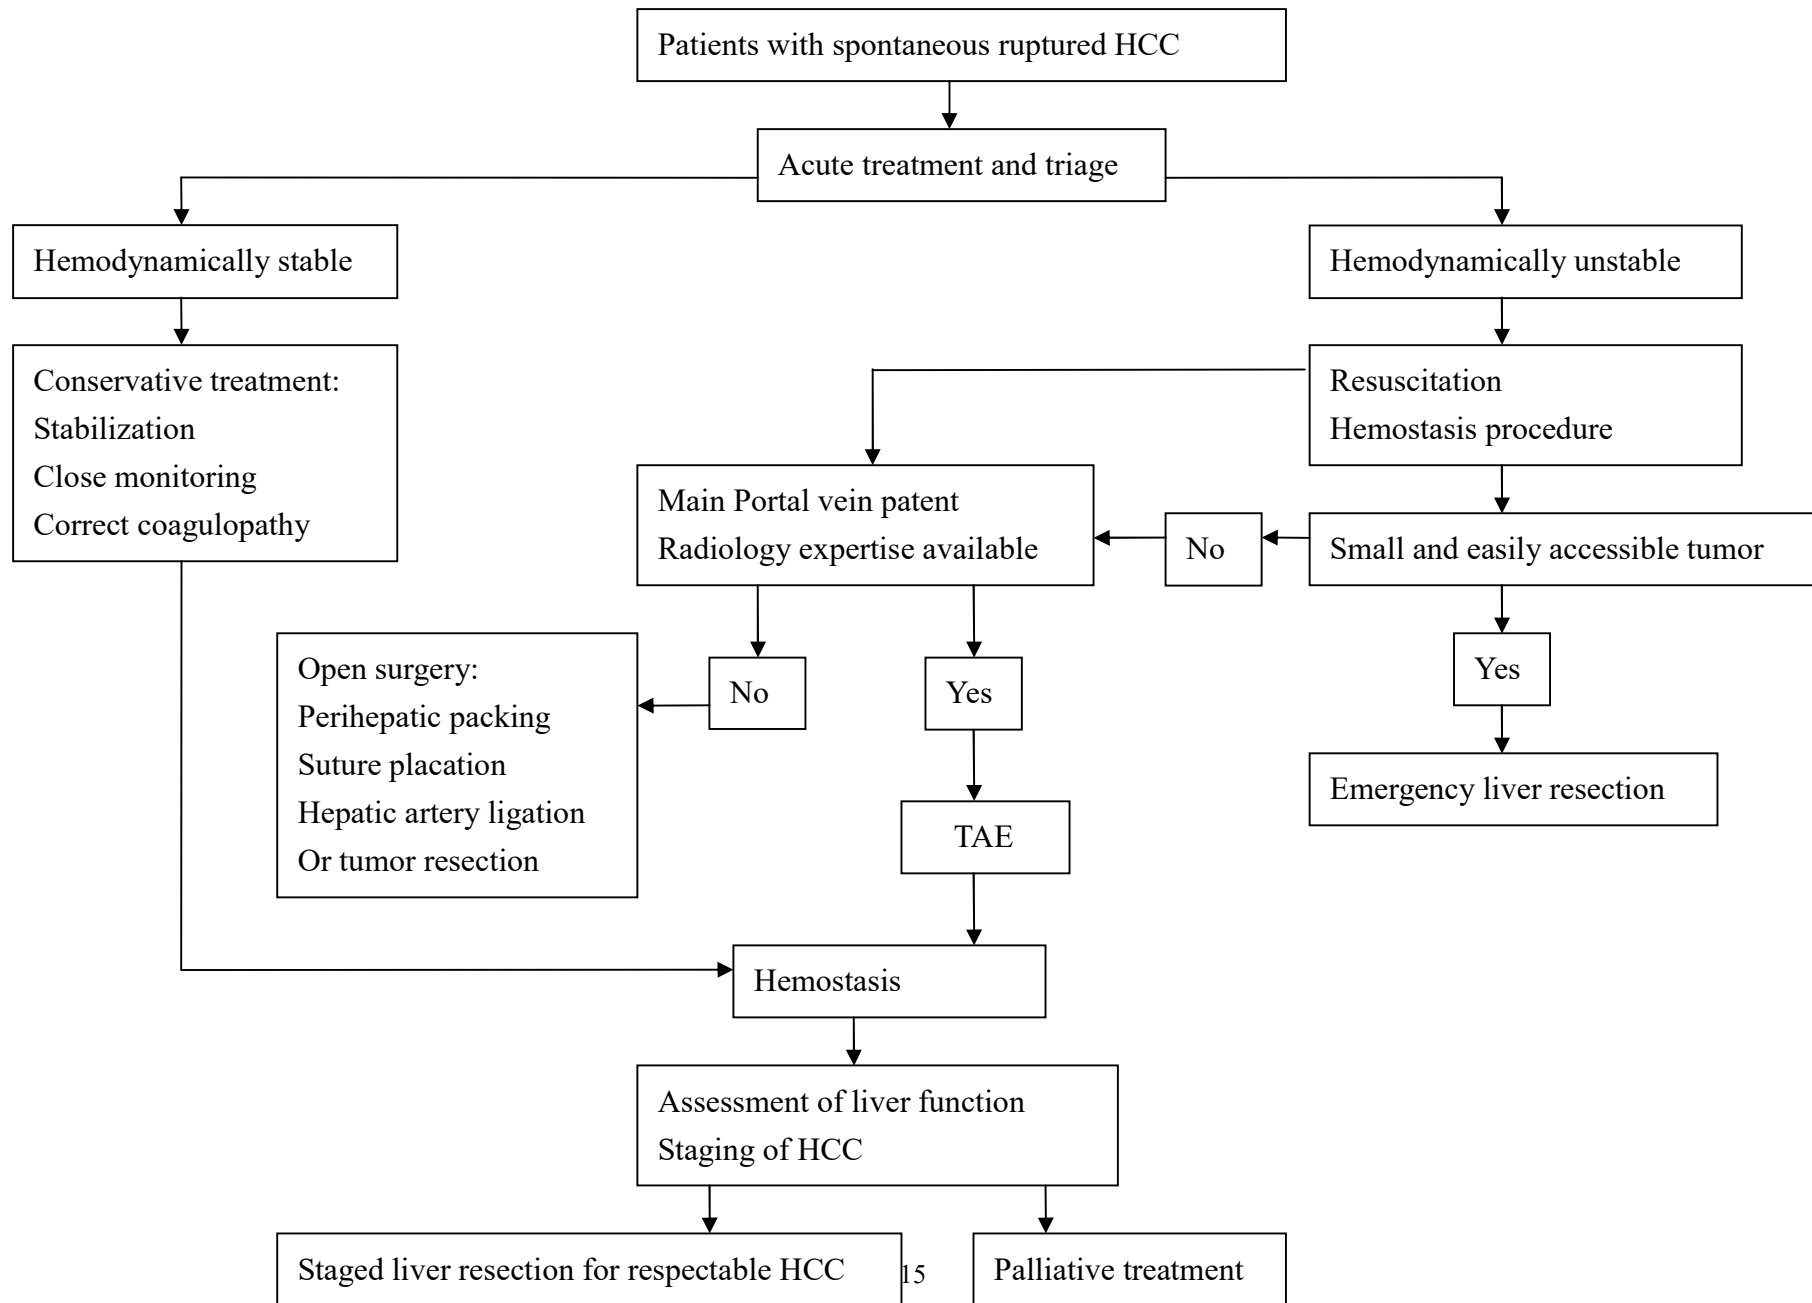 Patients with spontaneous ruptured HCC
Acute treatment and triage
Hemodynamically stable
Hemodynamically unstable
Conservative treatment:
Stabilization
Close monitoring
Correct coagulopathy
Resuscitation
Hemostasis procedure
Main Portal vein patent
Radiology expertise available
No
Small and easily accessible tumor
Open surgery:
Perihepatic packing
Suture placation
Hepatic artery ligation
Or tumor resection
No
Yes
Yes
TAE
Emergency liver resection
Hemostasis
Assessment of liver function
Staging of HCC
Staged liver resection for respectable HCC
15
Palliative treatment